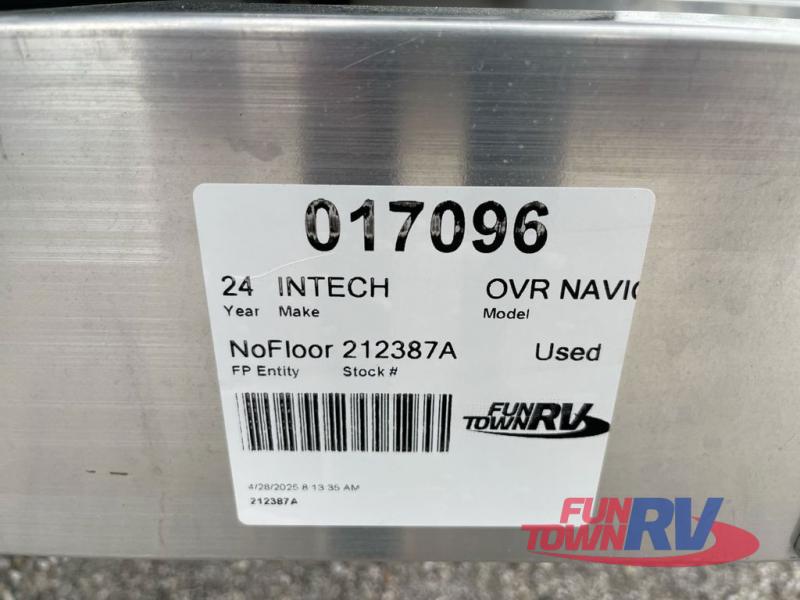 017096
24 INTECH OVR NAVIG
Year Make Model
NoFloor 212387A Used
FP Entity Stock #
FUN TOWN RV
4/28/2025 8:13:35 AM
212387A
FUN TOWN RV